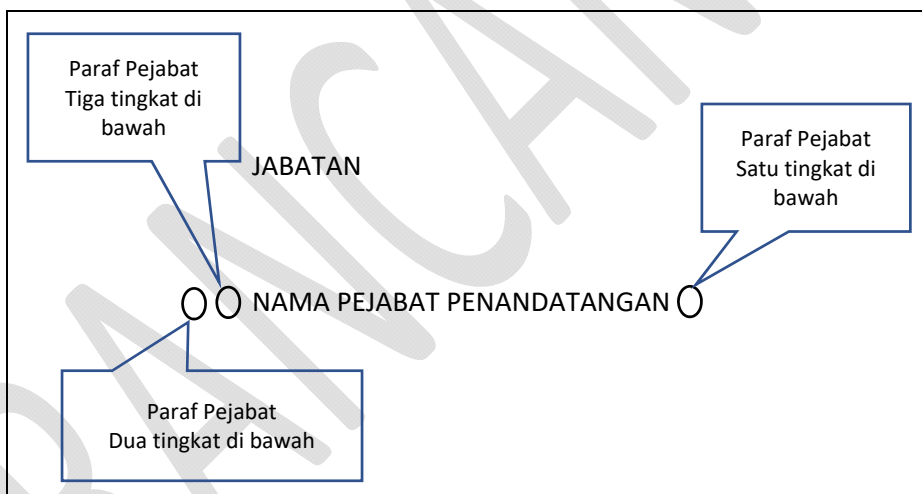 Paraf Pejabat
Tiga tingkat di
bawah
Paraf Pejabat
Satu tingkat di
bawah
JABATAN
NAMA PEJABAT PENANDATANGAN
Paraf Pejabat
Dua tingkat di bawah
RANCAN